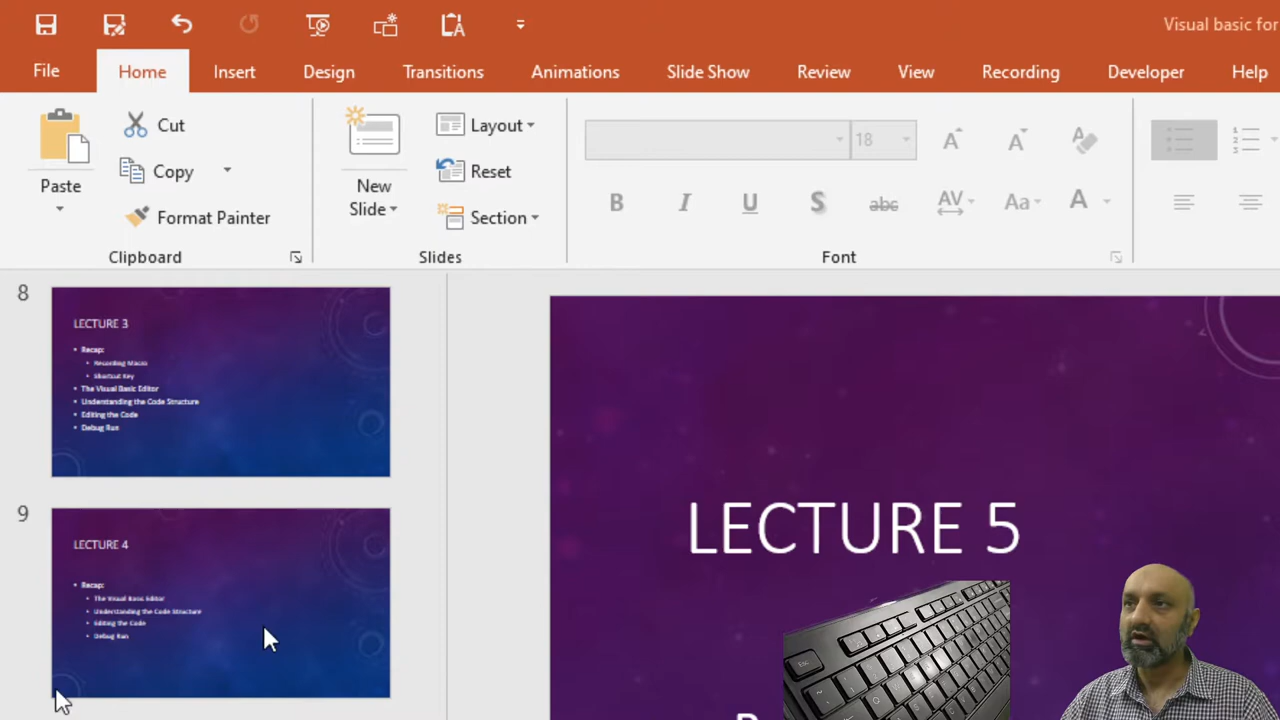 Visual basic for
File Home Insert Design Transitions Animations Slide Show Review View Recording Developer Help
Paste
Cut
Copy
Format Painter
Clipboard
New
Slide
Layout
Reset
Section
Slides
18
B I U S abc AV Aa A
Font
8
LECTURE 3
Recap:
Recording Macro
Shortcut Key
The Visual Basic Editor
Understanding the Code Structure
Editing the Code
Debug Run
9
LECTURE 4
Recap:
The Visual Basic Editor
Understanding the Code Structure
Editing the Code
Debug Run
LECTURE 5
Esc